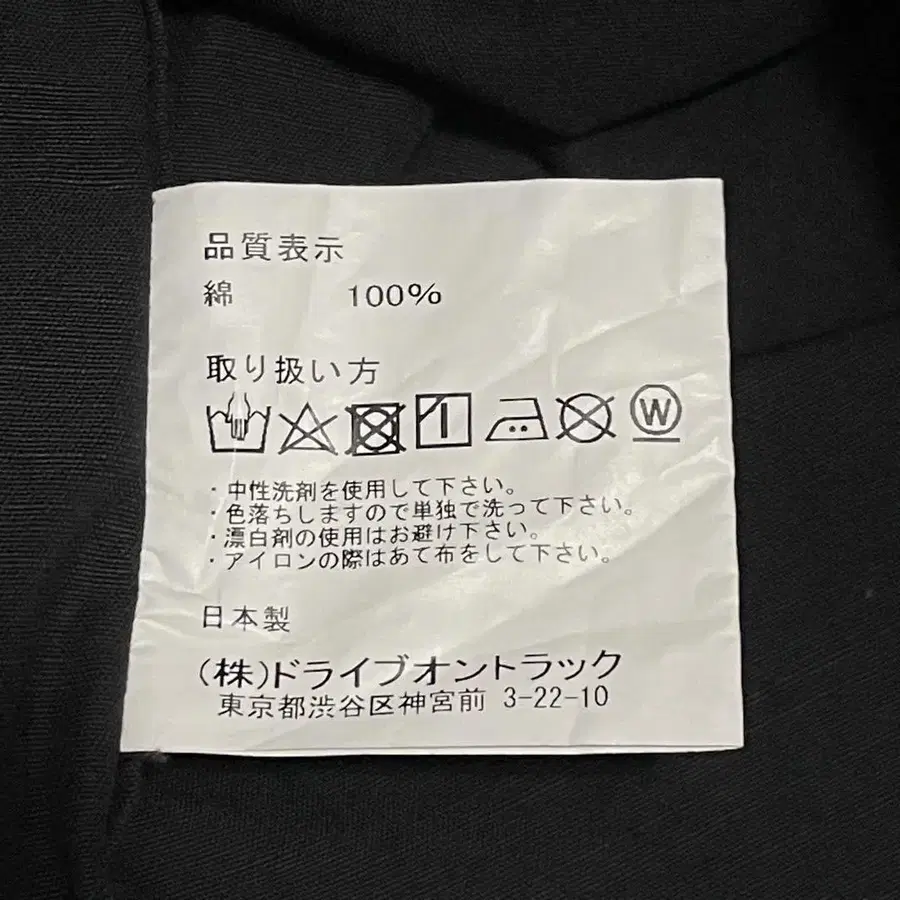 品質表示
綿 100%
取り扱い方
W
・中性洗剤を使用して下さい。
・色落ちしますので単独で洗って下さい。
・漂白剤の使用はお避け下さい。
・アイロンの際はあて布をして下さい。
日本製
(株)ドライブオントラック
東京都渋谷区神宮前 3-22-10